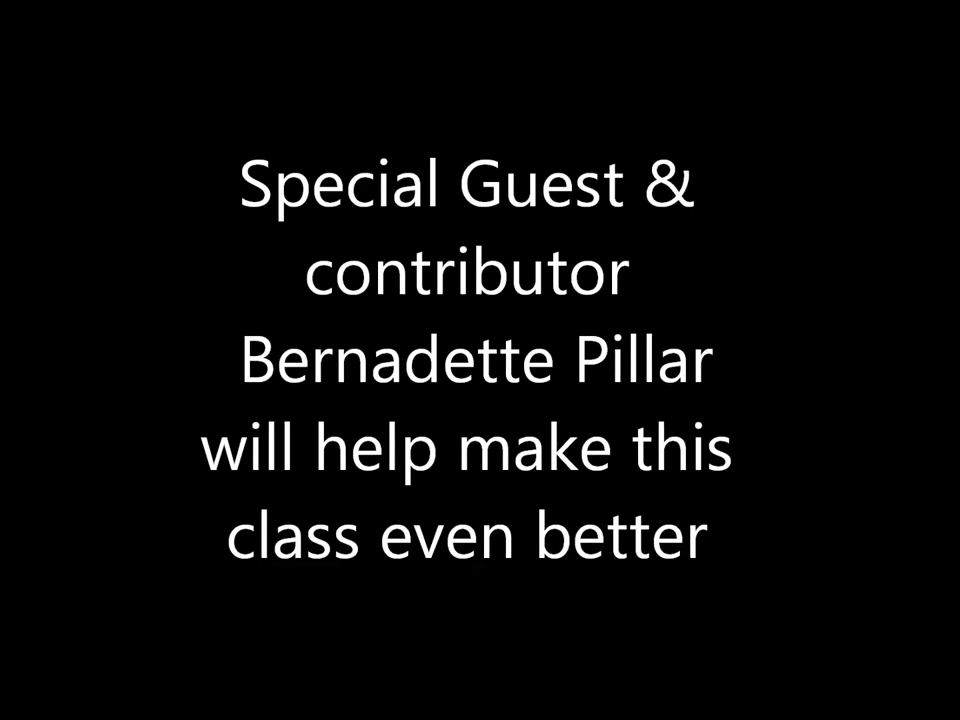 Special Guest &
contributor
Bernadette Pillar
will help make this
class even better